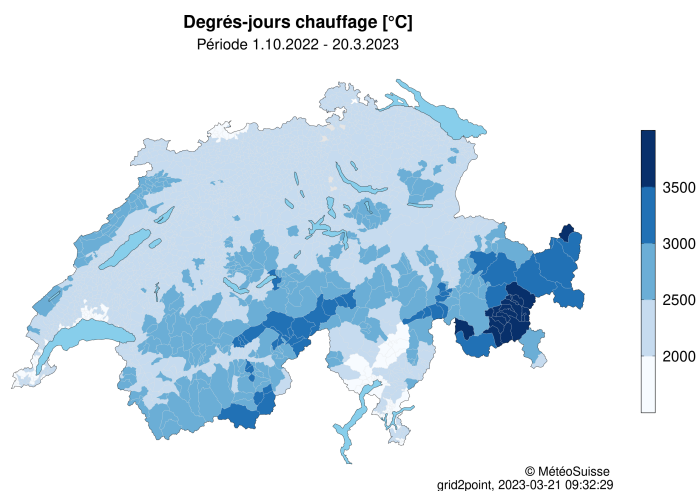 Degrés-jours chauffage [°C]
Période 1.10.2022 - 20.3.2023
3500
3000
2500
2000
© MétéoSuisse
grid2point, 2023-03-21 09:32:29